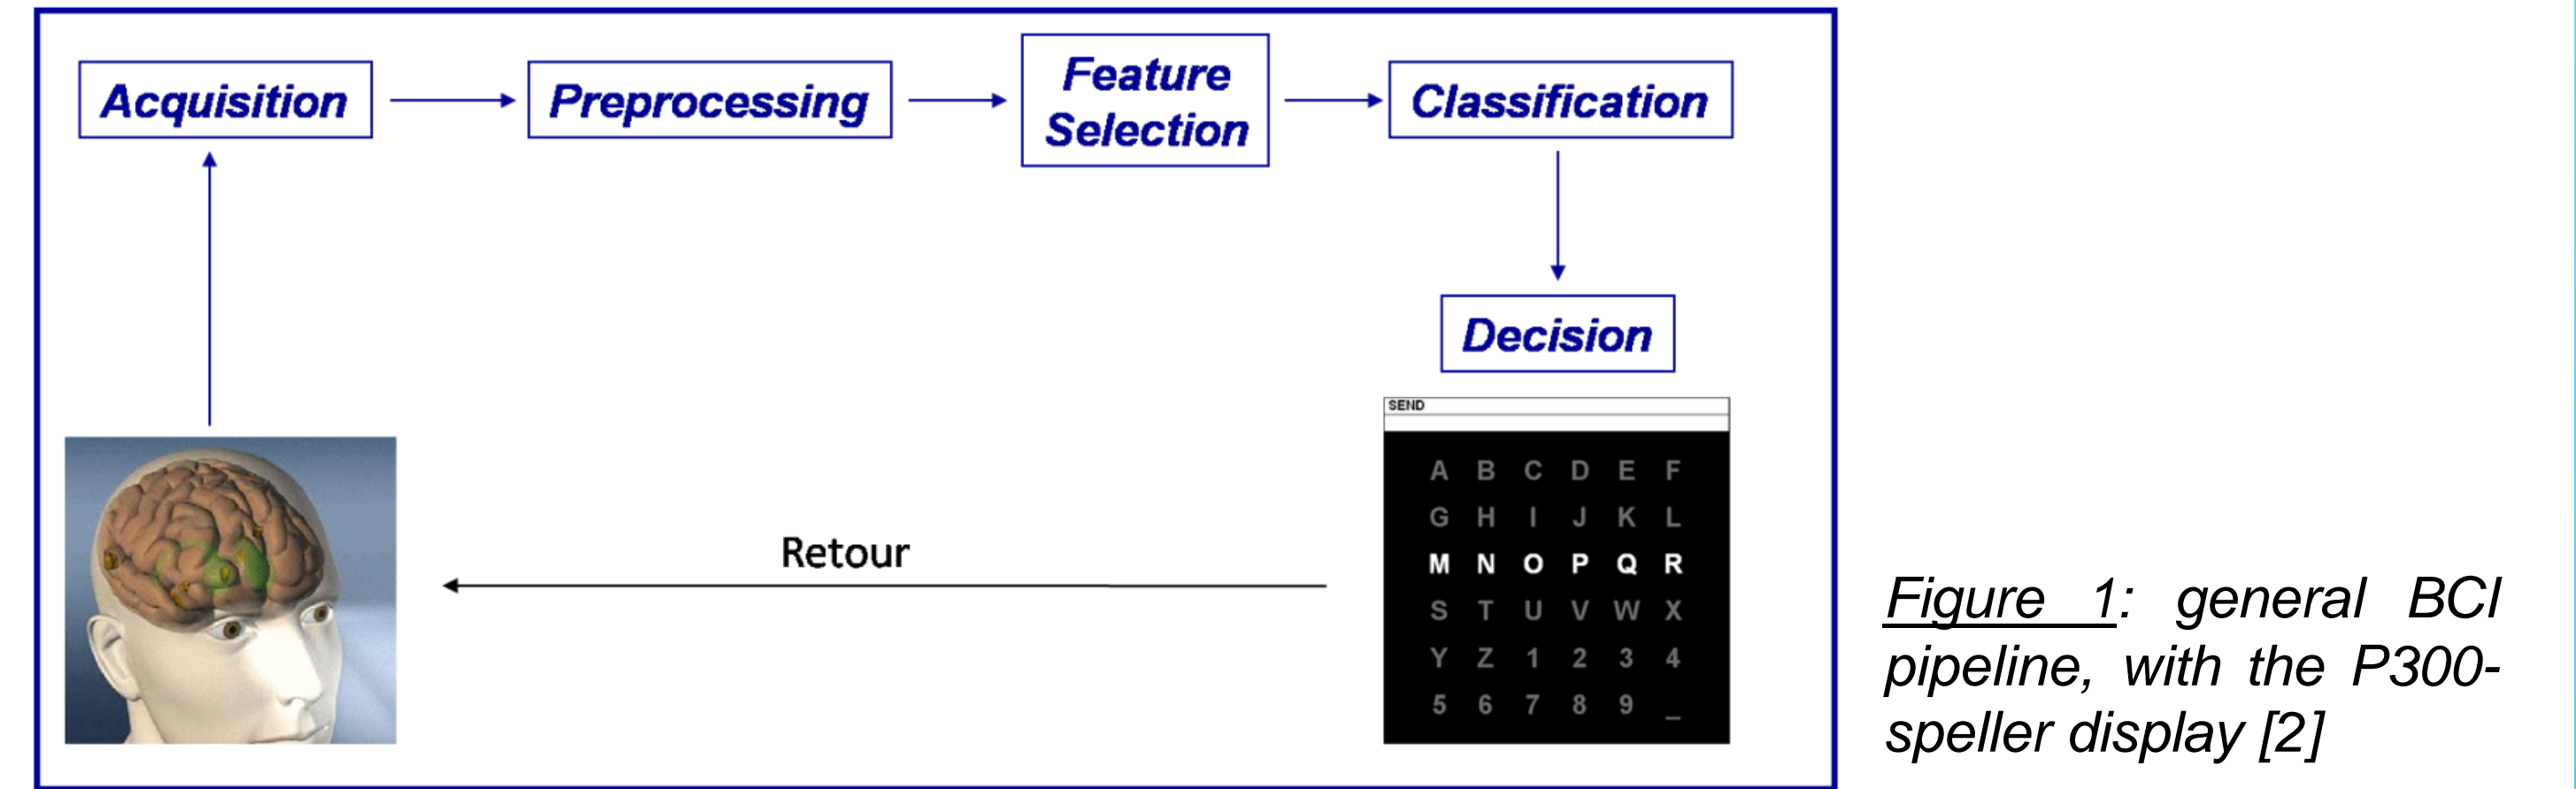 Acquisition
Preprocessing
Feature
Selection
Classification
Decision
SEND
A B C D E F
G H I J K L
M N O P Q R
S T U V W X
Y Z 1 2 3 4
5 6 7 8 9 _
Retour
Figure 1: general BCI
pipeline, with the P300-
speller display [2]